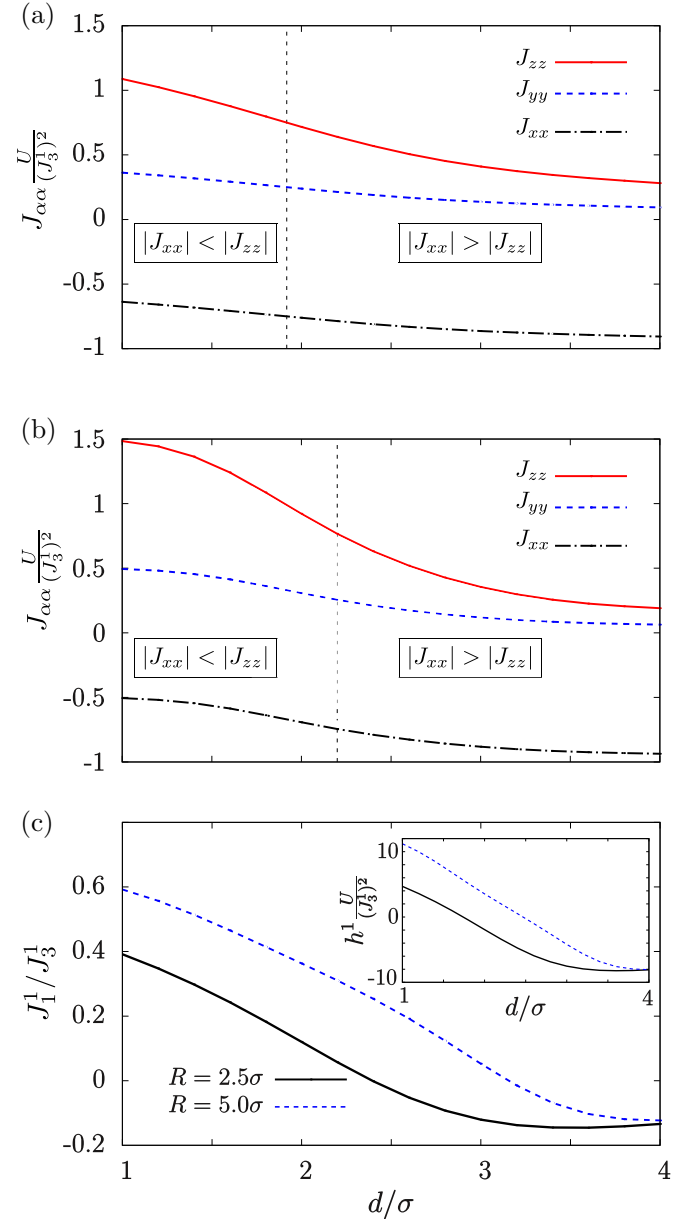 (a)
1.5
1
0.5
0
-0.5
-1
J_{αα} U/(J_3^1)^2
J_{zz}
J_{yy}
J_{xx}
|J_{xx}| < |J_{zz}|
|J_{xx}| > |J_{zz}|
(b)
1.5
1
0.5
0
-0.5
-1
J_{αα} U/(J_3^1)^2
J_{zz}
J_{yy}
J_{xx}
|J_{xx}| < |J_{zz}|
|J_{xx}| > |J_{zz}|
(c)
0.6
0.4
0.2
0
-0.2
J_1^1/J_3^1
10
0
-10
h^1 U/(J_3^1)^2
1 4
d/σ
R = 2.5σ
R = 5.0σ
1 2 3 4
d/σ